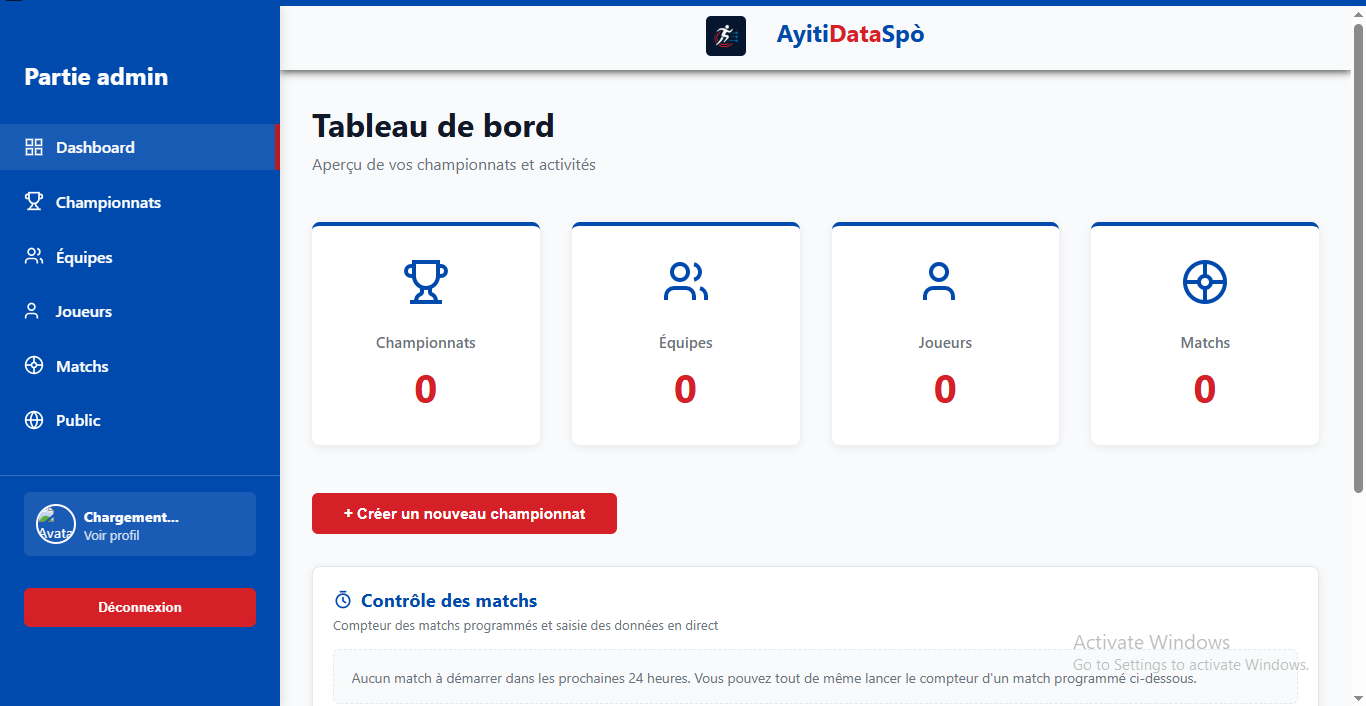 AyitiDataSpò
Partie admin
Dashboard
Championnats
Équipes
Joueurs
Matchs
Public
Avata
Chargement...
Voir profil
Déconnexion
Tableau de bord
Aperçu de vos championnats et activités
Championnats
0
Équipes
0
Joueurs
0
Matchs
0
+ Créer un nouveau championnat
Contrôle des matchs
Compteur des matchs programmés et saisie des données en direct
Aucun match à démarrer dans les prochaines 24 heures. Vous pouvez tout de même lancer le compteur d'un match programmé ci-dessous.
Activate Windows
Go to Settings to activate Windows.